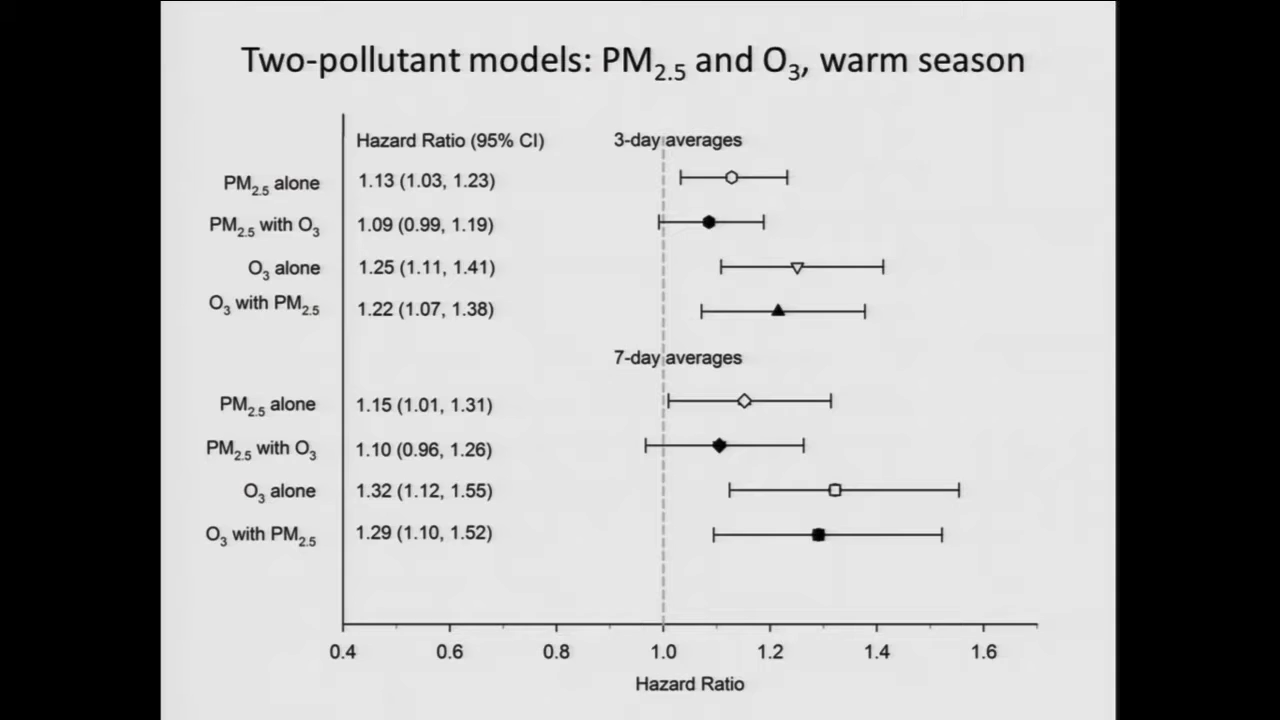 Two-pollutant models: PM2.5 and O3, warm season
Hazard Ratio (95% CI) 3-day averages
PM2.5 alone 1.13 (1.03, 1.23)
PM2.5 with O3 1.09 (0.99, 1.19)
O3 alone 1.25 (1.11, 1.41)
O3 with PM2.5 1.22 (1.07, 1.38)
7-day averages
PM2.5 alone 1.15 (1.01, 1.31)
PM2.5 with O3 1.10 (0.96, 1.26)
O3 alone 1.32 (1.12, 1.55)
O3 with PM2.5 1.29 (1.10, 1.52)
0.4 0.6 0.8 1.0 1.2 1.4 1.6
Hazard Ratio